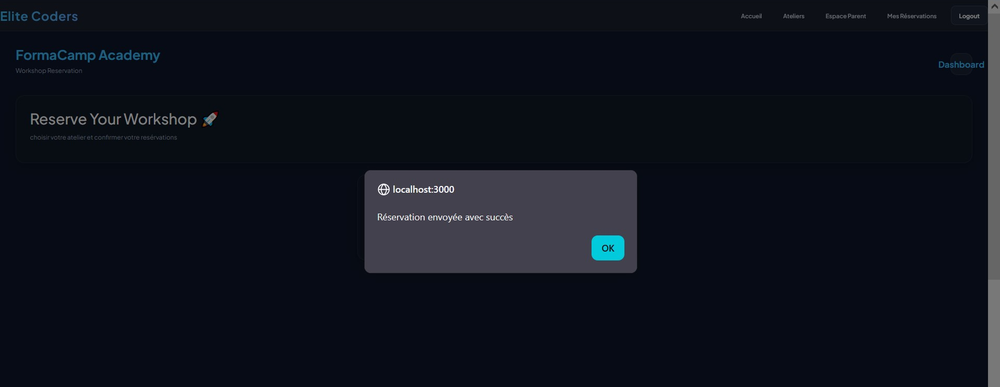 Elite Coders
Accueil
Ateliers
Espace Parent
Mes Réservations
Logout
FormaCamp Academy
Workshop Reservation
Dashboard
Reserve Your Workshop 🚀
choisir votre atelier et confirmer votre resérvations
localhost:3000
Réservation envoyée avec succès
OK